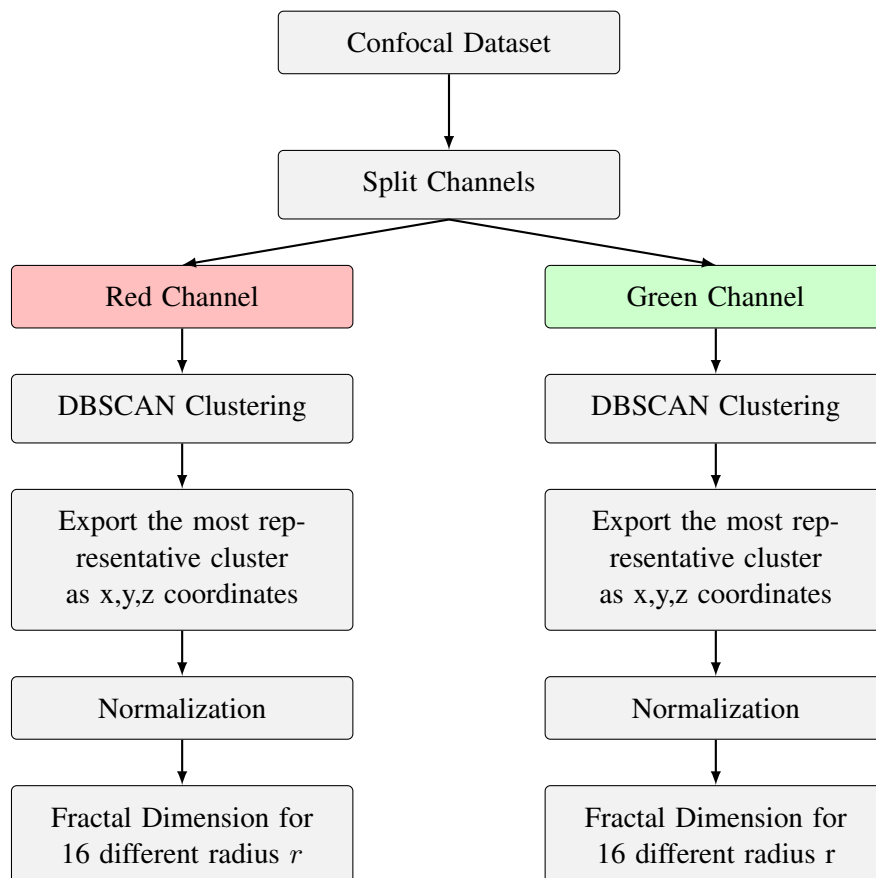 Confocal Dataset
Split Channels
Red Channel
Green Channel
DBSCAN Clustering
DBSCAN Clustering
Export the most rep-
resentative cluster
as x,y,z coordinates
Export the most rep-
resentative cluster
as x,y,z coordinates
Normalization
Normalization
Fractal Dimension for
16 different radius r
Fractal Dimension for
16 different radius r